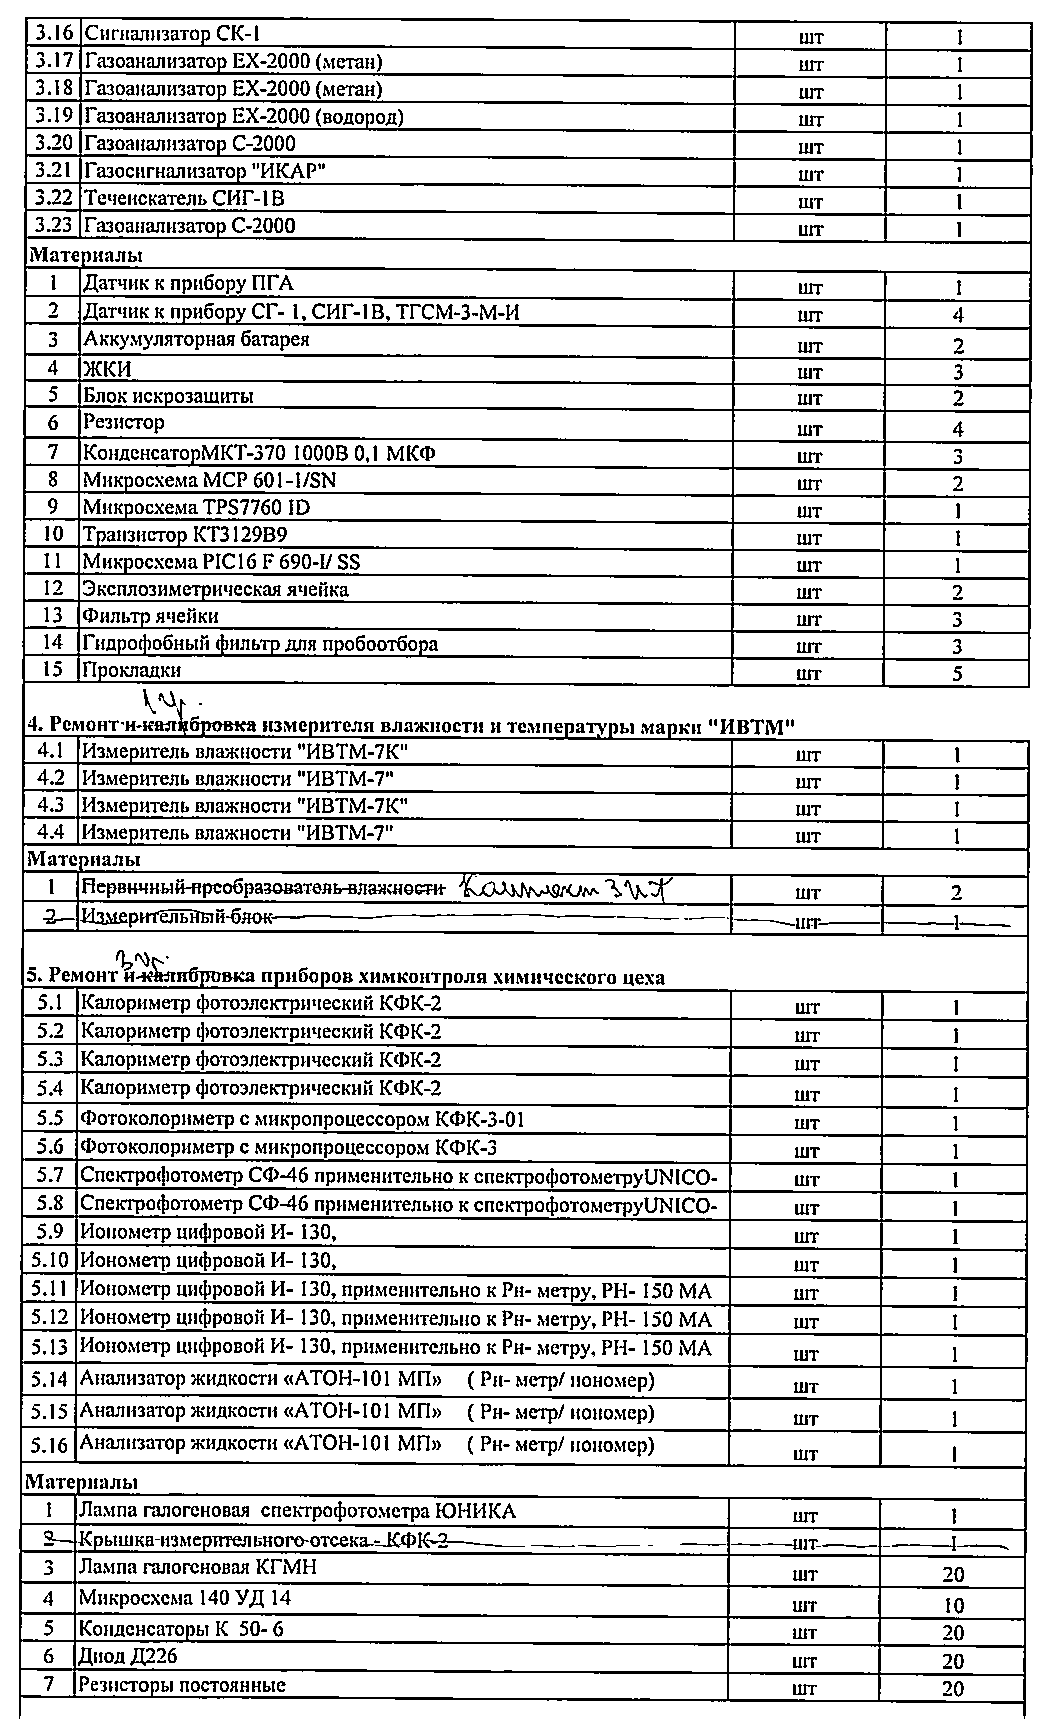 3.16 Сигнализатор СК-1 шт 1
3.17 Газоанализатор ЕХ-2000 (метан) шт 1
3.18 Газоанализатор ЕХ-2000 (метан) шт 1
3.19 Газоанализатор ЕХ-2000 (водород) шт 1
3.20 Газоанализатор С-2000 шт 1
3.21 Газосигнализатор "ИКАР" шт 1
3.22 Течеискатель СИГ-1В шт 1
3.23 Газоанализатор С-2000 шт 1
Материалы
1 Датчик к прибору ПГА шт 1
2 Датчик к прибору СГ- 1, СИГ-1В, ТГСМ-3-М-И шт 4
3 Аккумуляторная батарея шт 2
4 ЖКИ шт 3
5 Блок искрозащиты шт 2
6 Резистор шт 4
7 КонденсаторМКТ-370 1000В 0,1 МКФ шт 3
8 Микросхема МСР 601-I/SN шт 2
9 Микросхема TPS7760 ID шт 1
10 Транзистор КТ3129В9 шт 1
11 Микросхема PIC16 F 690-I/ SS шт 1
12 Эксплозиметрическая ячейка шт 2
13 Фильтр ячейки шт 3
14 Гидрофобный фильтр для пробоотбора шт 3
15 Прокладки шт 5
4. Ремонт и калибровка измерителя влажности и температуры марки "ИВТМ"
4.1 Измеритель влажности "ИВТМ-7К" шт 1
4.2 Измеритель влажности "ИВТМ-7" шт 1
4.3 Измеритель влажности "ИВТМ-7К" шт 1
4.4 Измеритель влажности "ИВТМ-7" шт 1
Материалы
1 Первичный преобразователь влажности шт 2
2 Измерительный блок шт 1
5. Ремонт и калибровка приборов химконтроля химического цеха
5.1 Калориметр фотоэлектрический КФК-2 шт 1
5.2 Калориметр фотоэлектрический КФК-2 шт 1
5.3 Калориметр фотоэлектрический КФК-2 шт 1
5.4 Калориметр фотоэлектрический КФК-2 шт 1
5.5 Фотоколориметр с микропроцессором КФК-3-01 шт 1
5.6 Фотоколориметр с микропроцессором КФК-3 шт 1
5.7 Спектрофотометр СФ-46 применительно к спектрофотометруUNICO- шт 1
5.8 Спектрофотометр СФ-46 применительно к спектрофотометруUNICO- шт 1
5.9 Ионометр цифровой И- 130, шт 1
5.10 Ионометр цифровой И- 130, шт 1
5.11 Ионометр цифровой И- 130, применительно к Рн- метру, РН- 150 МА шт 1
5.12 Ионометр цифровой И- 130, применительно к Рн- метру, РН- 150 МА шт 1
5.13 Ионометр цифровой И- 130, применительно к Рн- метру, РН- 150 МА шт 1
5.14 Анализатор жидкости «АТОН-101 МП» ( Рн- метр/ иономер) шт 1
5.15 Анализатор жидкости «АТОН-101 МП» ( Рн- метр/ иономер) шт 1
5.16 Анализатор жидкости «АТОН-101 МП» ( Рн- метр/ иономер) шт 1
Материалы
1 Лампа галогеновая спектрофотометра ЮНИКА шт 1
2 Крышка измерительного отсека - КФК-2 шт 1
3 Лампа галогеновая КГМН шт 20
4 Микросхема 140 УД 14 шт 10
5 Конденсаторы К 50- 6 шт 20
6 Диод Д226 шт 20
7 Резисторы постоянные шт 20